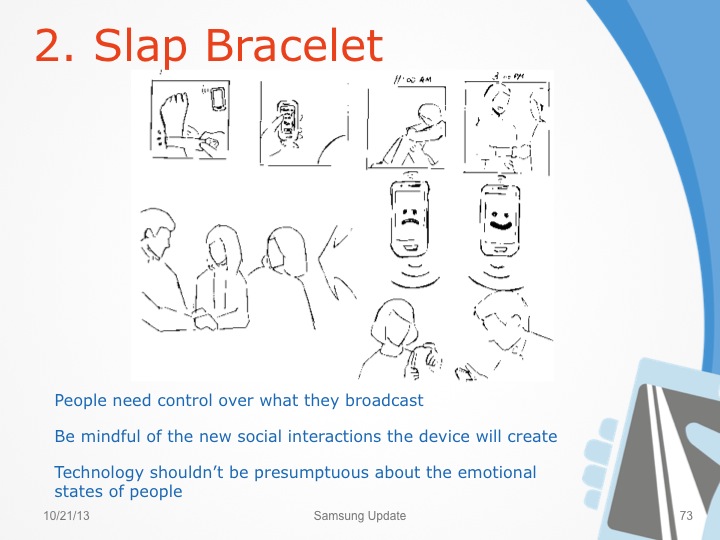 2. Slap Bracelet
11:00 AM
3:00 PM
People need control over what they broadcast
Be mindful of the new social interactions the device will create
Technology shouldn’t be presumptuous about the emotional
states of people
10/21/13
Samsung Update
73